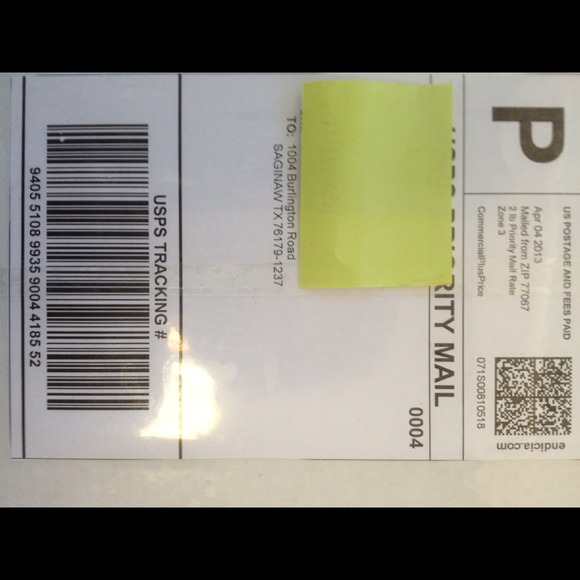 P
US POSTAGE AND FEES PAID
Apr 04 2013
Mailed from ZIP 77067
2 lb Priority Mail Rate
Zone 3
CommercialPlusPrice
071S00810518
endicia.com
MAIL
0004
TO: 1004 Burlington Road
SAGINAW TX 76179-1237
USPS TRACKING #
9405 5108 9935 9004 4185 52